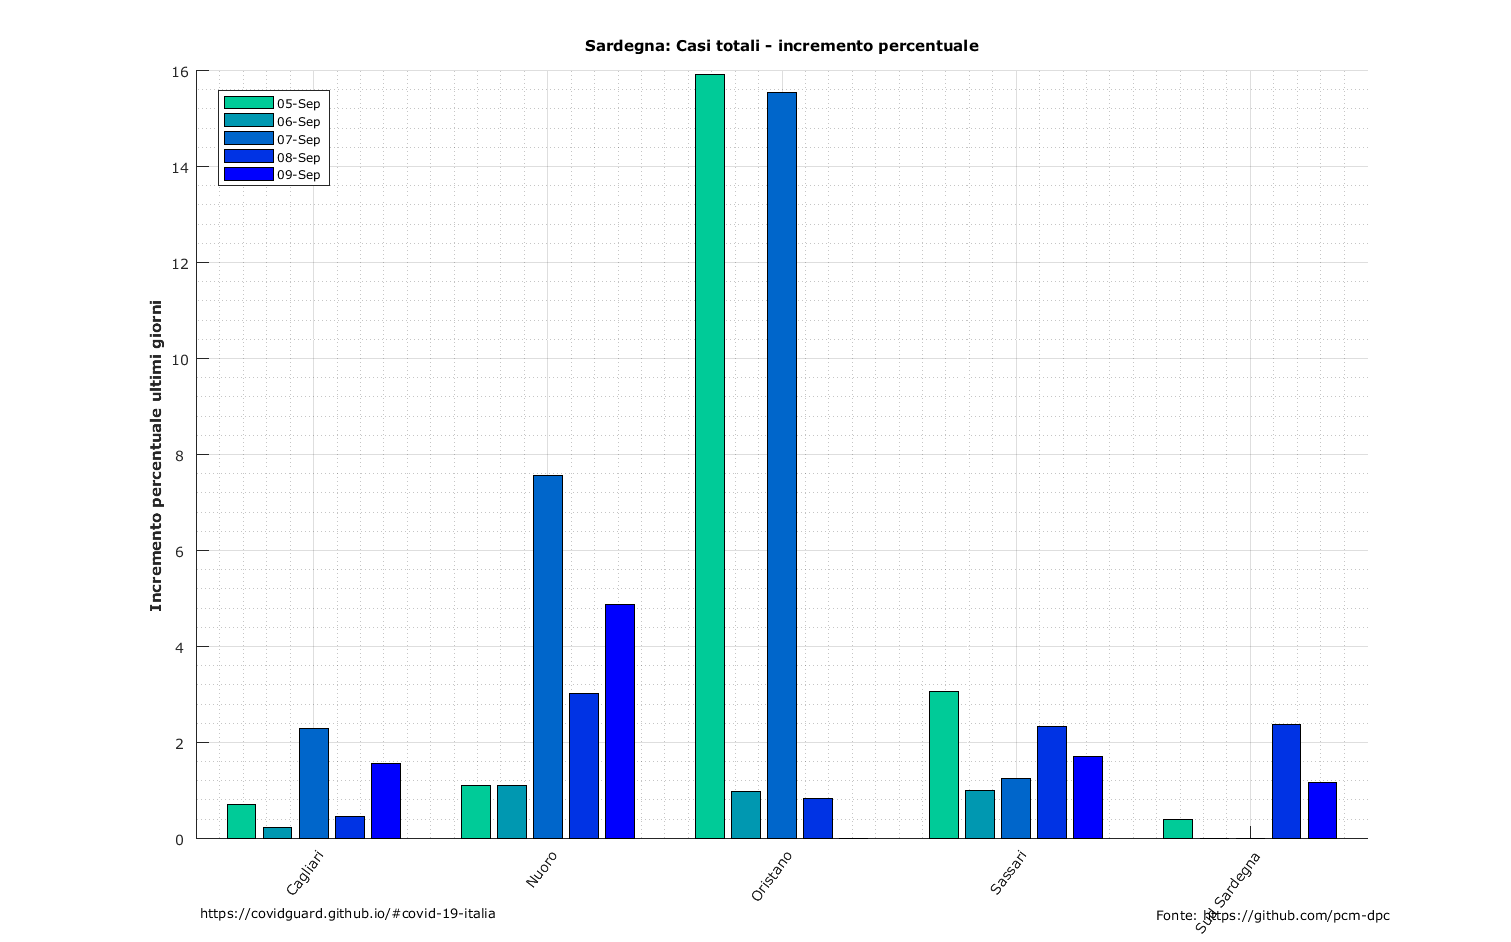 Sardegna: Casi totali - incremento percentuale
Incremento percentuale ultimi giorni
16
14
12
10
8
6
4
2
0
05-Sep
06-Sep
07-Sep
08-Sep
09-Sep
Cagliari
Nuoro
Oristano
Sassari
Sud Sardegna
https://covidguard.github.io/#covid-19-italia
Fonte: https://github.com/pcm-dpc